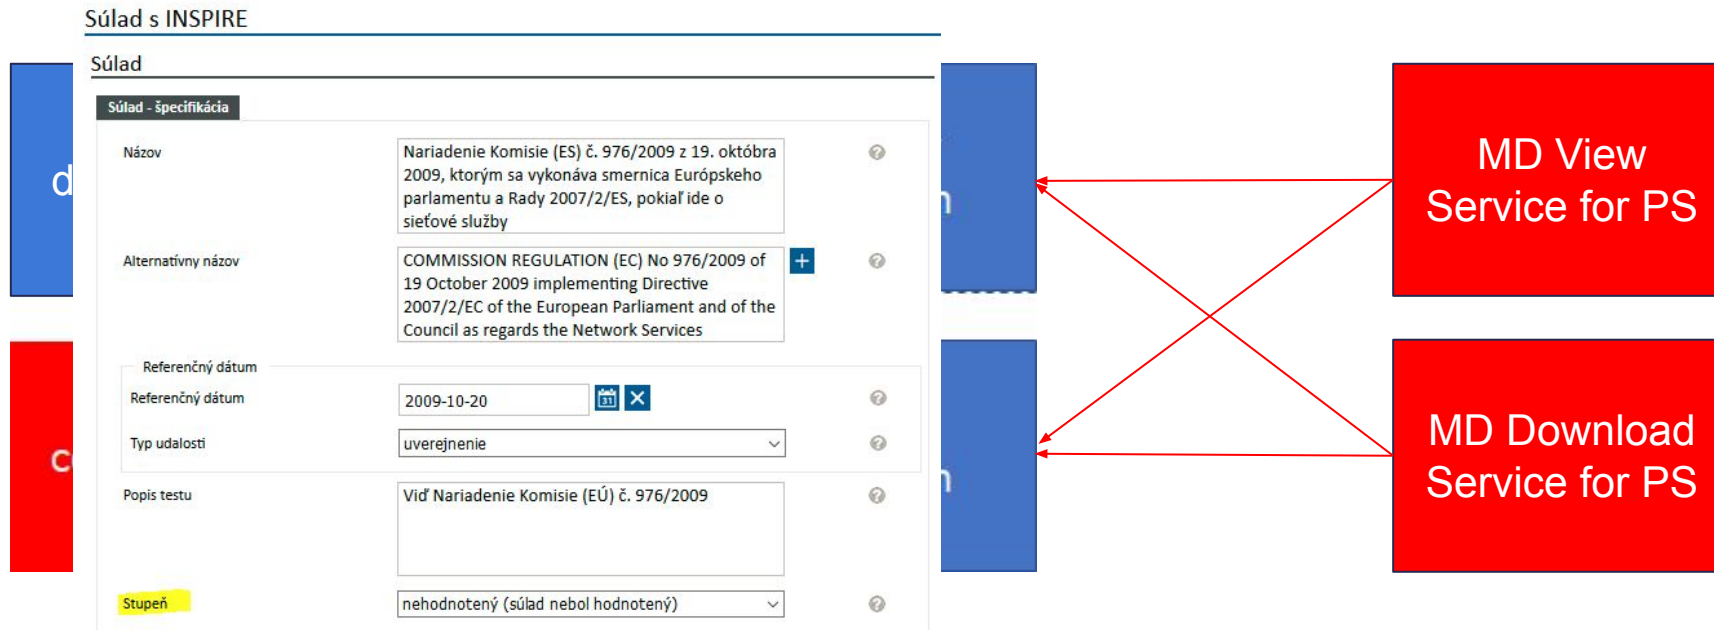 Súlad s INSPIRE
Súlad
Súlad - špecifikácia
Názov
Nariadenie Komisie (ES) č. 976/2009 z 19. októbra
2009, ktorým sa vykonáva smernica Európskeho
parlamentu a Rady 2007/2/ES, pokiaľ ide o
sieťové služby
Alternatívny názov
COMMISSION REGULATION (EC) No 976/2009 of
19 October 2009 implementing Directive
2007/2/EC of the European Parliament and of the
Council as regards the Network Services
Referenčný dátum
Referenčný dátum
2009-10-20
Typ udalosti
uverejnenie
Popis testu
Viď Nariadenie Komisie (EÚ) č. 976/2009
Stupeň
nehodnotený (súlad nebol hodnotený)
MD View
Service for PS
MD Download
Service for PS